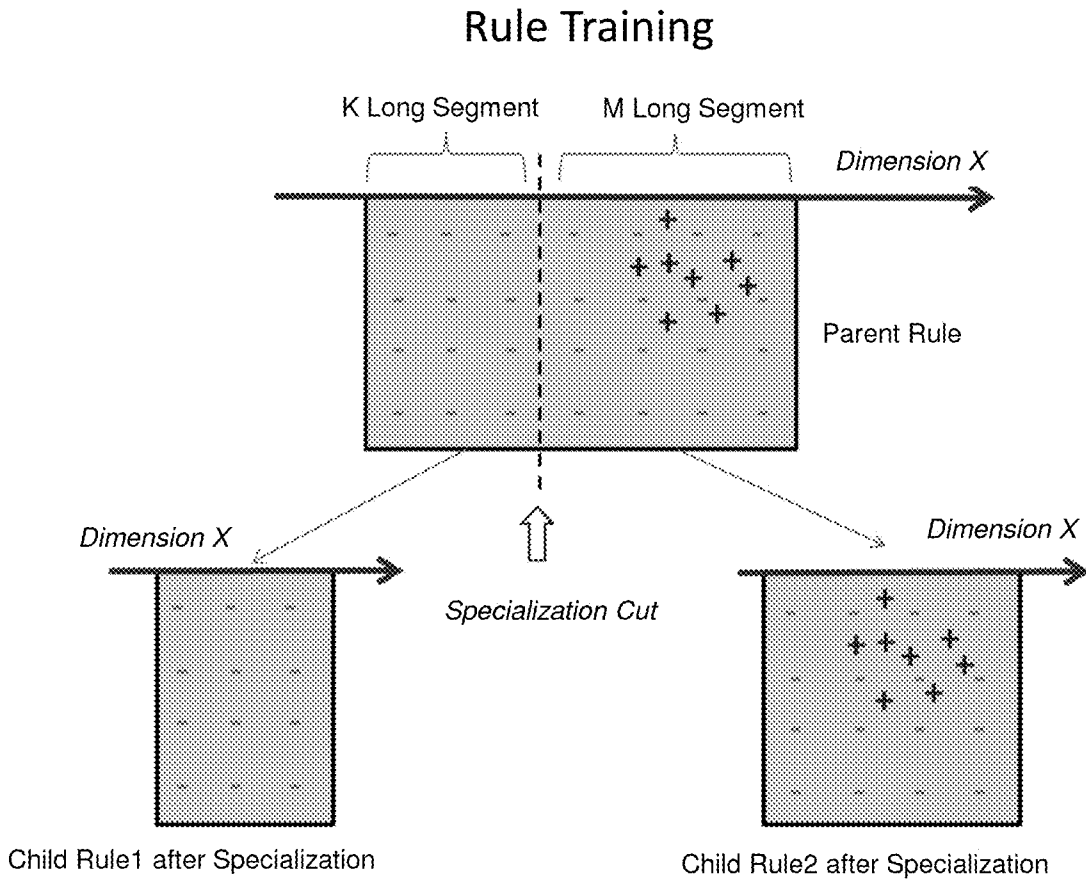 Rule Training
K Long Segment
M Long Segment
Dimension X
Parent Rule
Dimension X
Dimension X
Specialization Cut
Child Rule1 after Specialization
Child Rule2 after Specialization